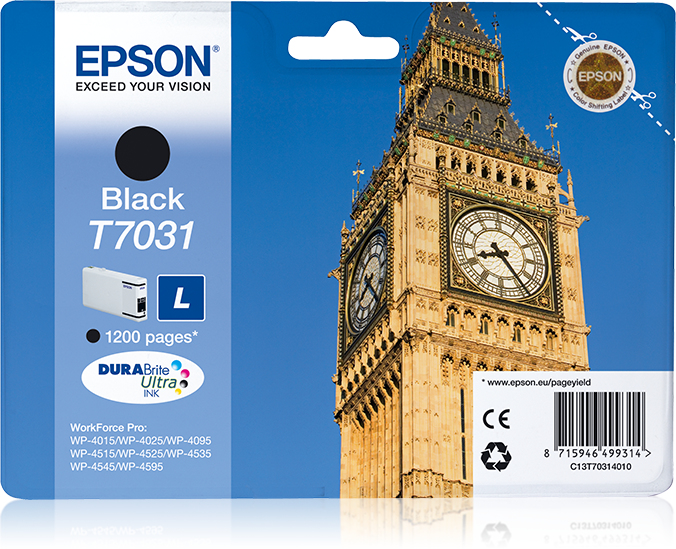 EPSON®
EXCEED YOUR VISION
Genuine EPSON
EPSON
Color Shifting Label
Black
T7031
EPSON
L
1200 pages*
DURABrite
Ultra
INK
WorkForce Pro:
WP-4015/WP-4025/WP-4095
WP-4515/WP-4525/WP-4535
WP-4545/WP-4595
* www.epson.eu/pageyield
CE
8 715946 499314 >
C13T70314010